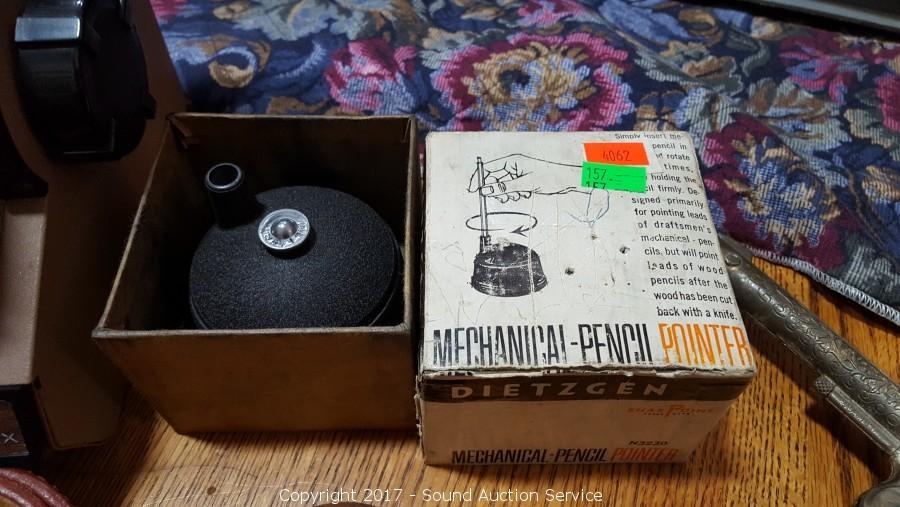 Simply insert me-
pencil in
rotate
times.
holding the
firmly. De-
signed primarily
for pointing leads
of draftsmen's
mechanical - pen-
cils, but will point
leads of wood
pencils after the
wood has been cut
back with a knife.
4062
157
157
MECHANICAL-PENCIL POINTER
DIETZGEN
N3230
MECHANICAL-PENCIL POINTER
X
Copyright 2017 - Sound Auction Service